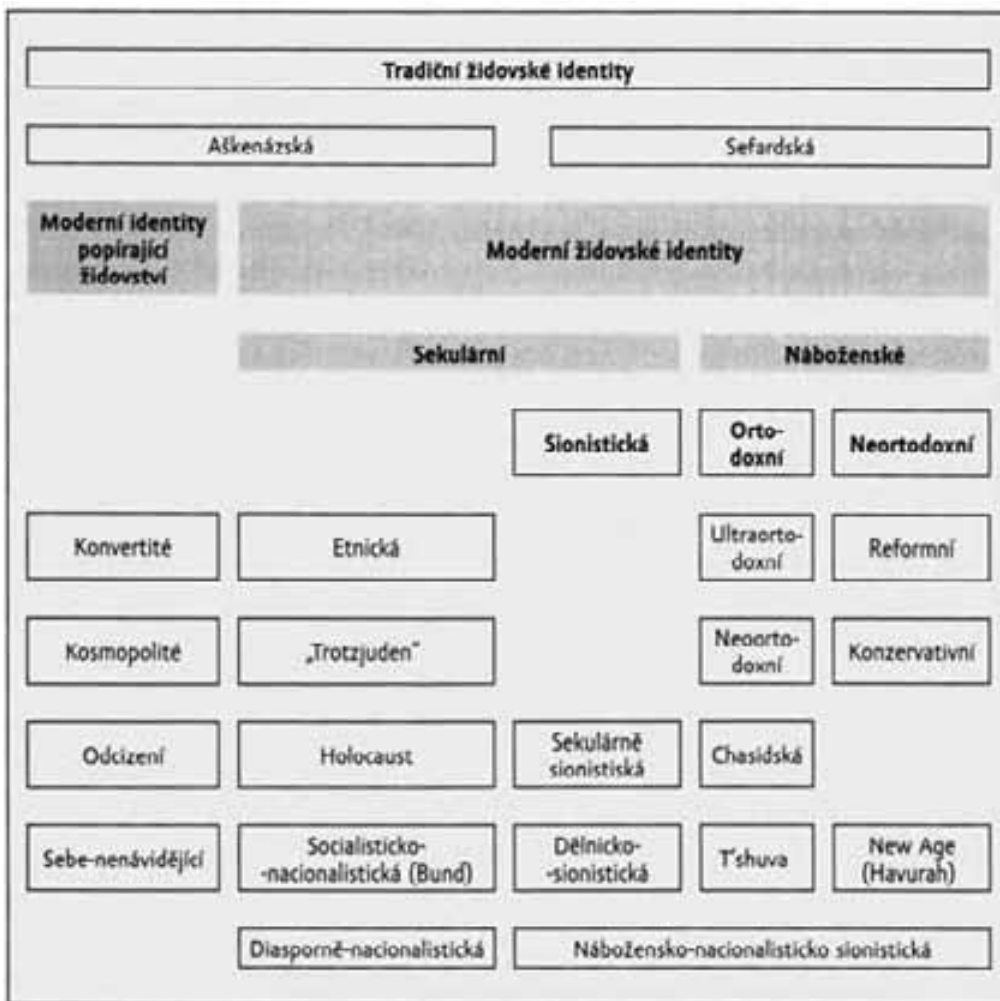 Tradiční židovské identity
Aškenázská
Sefardská
Moderní identity
popírající
židovství
Moderní židovské identity
Sekulární
Náboženské
Sionistická
Orto-
doxní
Neortodoxní
Konvertité
Etnická
Ultraorto-
doxní
Reformní
Kosmopolité
„Trotzjuden“
Neoorto-
doxní
Konzervativní
Odcizení
Holocaust
Sekulárně
sionistiská
Chasidská
Sebe-nenávidějící
Socialisticko-
-nacionalistická (Bund)
Dělnicko-
-sionistická
T'shuva
New Age
(Havurah)
Diasporně-nacionalistická
Nábožensko-nacionalisticko sionistická